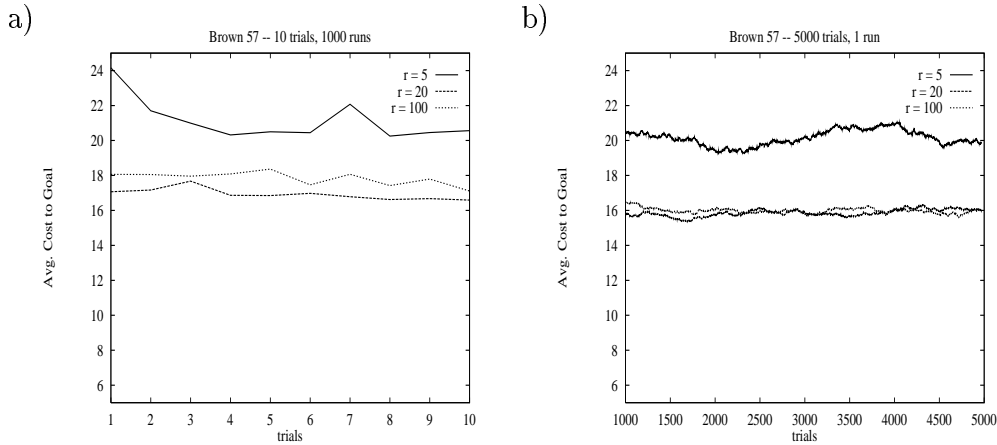 a)
Brown 57 -- 10 trials, 1000 runs
r = 5
r = 20
r = 100
24
22
20
18
16
14
12
10
8
6
Avg. Cost to Goal
1 2 3 4 5 6 7 8 9 10
trials
b)
Brown 57 -- 5000 trials, 1 run
r = 5
r = 20
r = 100
24
22
20
18
16
14
12
10
8
6
Avg. Cost to Goal
1000 1500 2000 2500 3000 3500 4000 4500 5000
trials